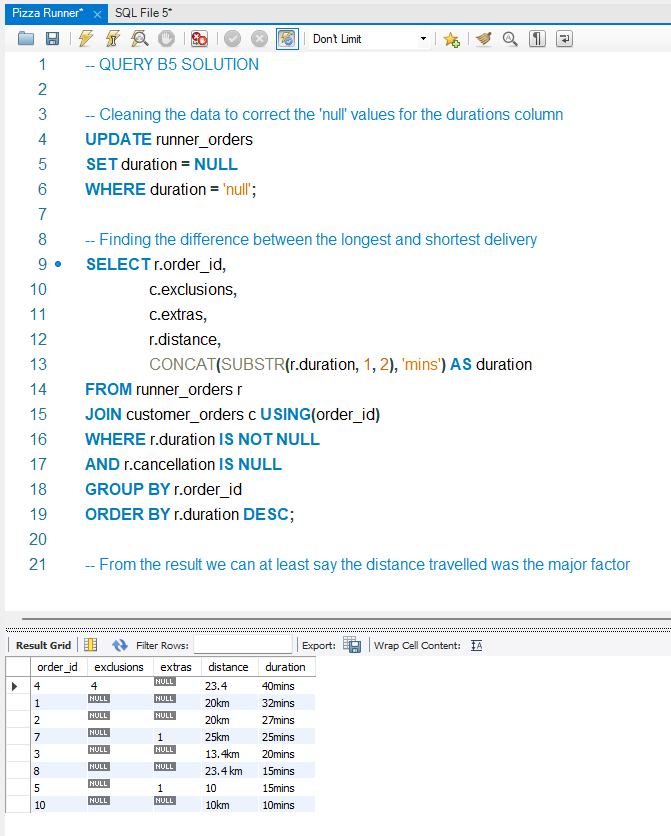 Pizza Runner* × SQL File 5*
Don't Limit
1 -- QUERY B5 SOLUTION
2
3 -- Cleaning the data to correct the 'null' values for the durations column
4 UPDATE runner_orders
5 SET duration = NULL
6 WHERE duration = 'null';
7
8 -- Finding the difference between the longest and shortest delivery
9 SELECT r.order_id,
10 c.exclusions,
11 c.extras,
12 r.distance,
13 CONCAT(SUBSTR(r.duration, 1, 2), 'mins') AS duration
14 FROM runner_orders r
15 JOIN customer_orders c USING(order_id)
16 WHERE r.duration IS NOT NULL
17 AND r.cancellation IS NULL
18 GROUP BY r.order_id
19 ORDER BY r.duration DESC;
20
21 -- From the result we can at least say the distance travelled was the major factor
Result Grid Filter Rows: Export: Wrap Cell Content: IA
order_id exclusions extras distance duration
4 4 NULL 23.4 40mins
1 NULL NULL 20km 32mins
2 NULL NULL 20km 27mins
7 NULL 1 25km 25mins
3 NULL NULL 13.4km 20mins
8 NULL NULL 23.4 km 15mins
5 NULL 1 10 15mins
10 NULL NULL 10km 10mins